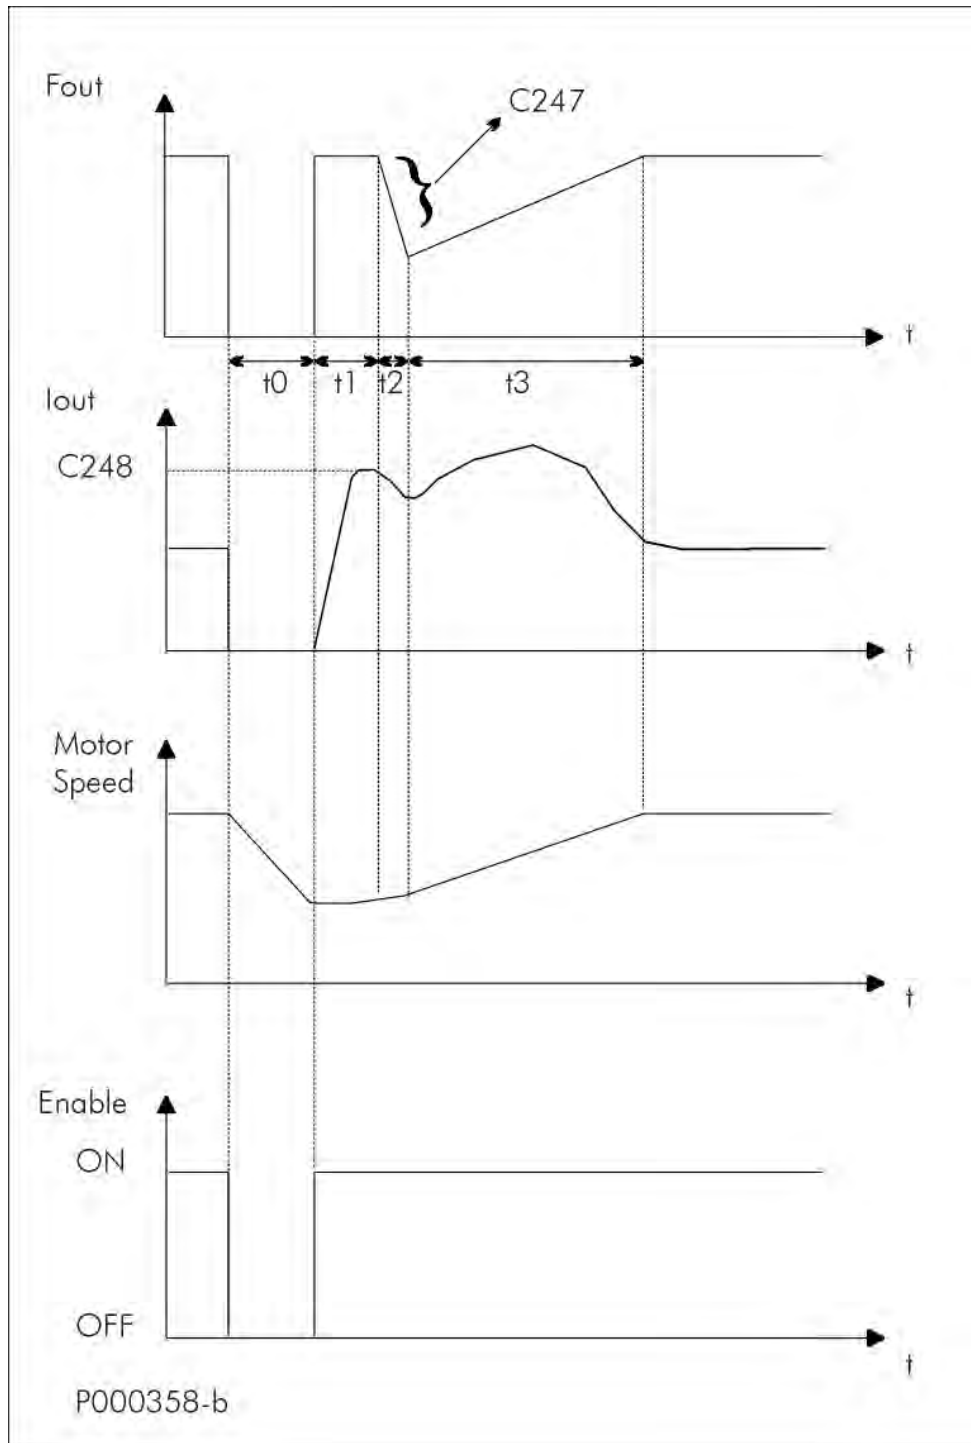 Fout
C247
t
t0 t1 t2 t3
Iout
C248
t
Motor
Speed
t
Enable
ON
OFF
t
P000358-b